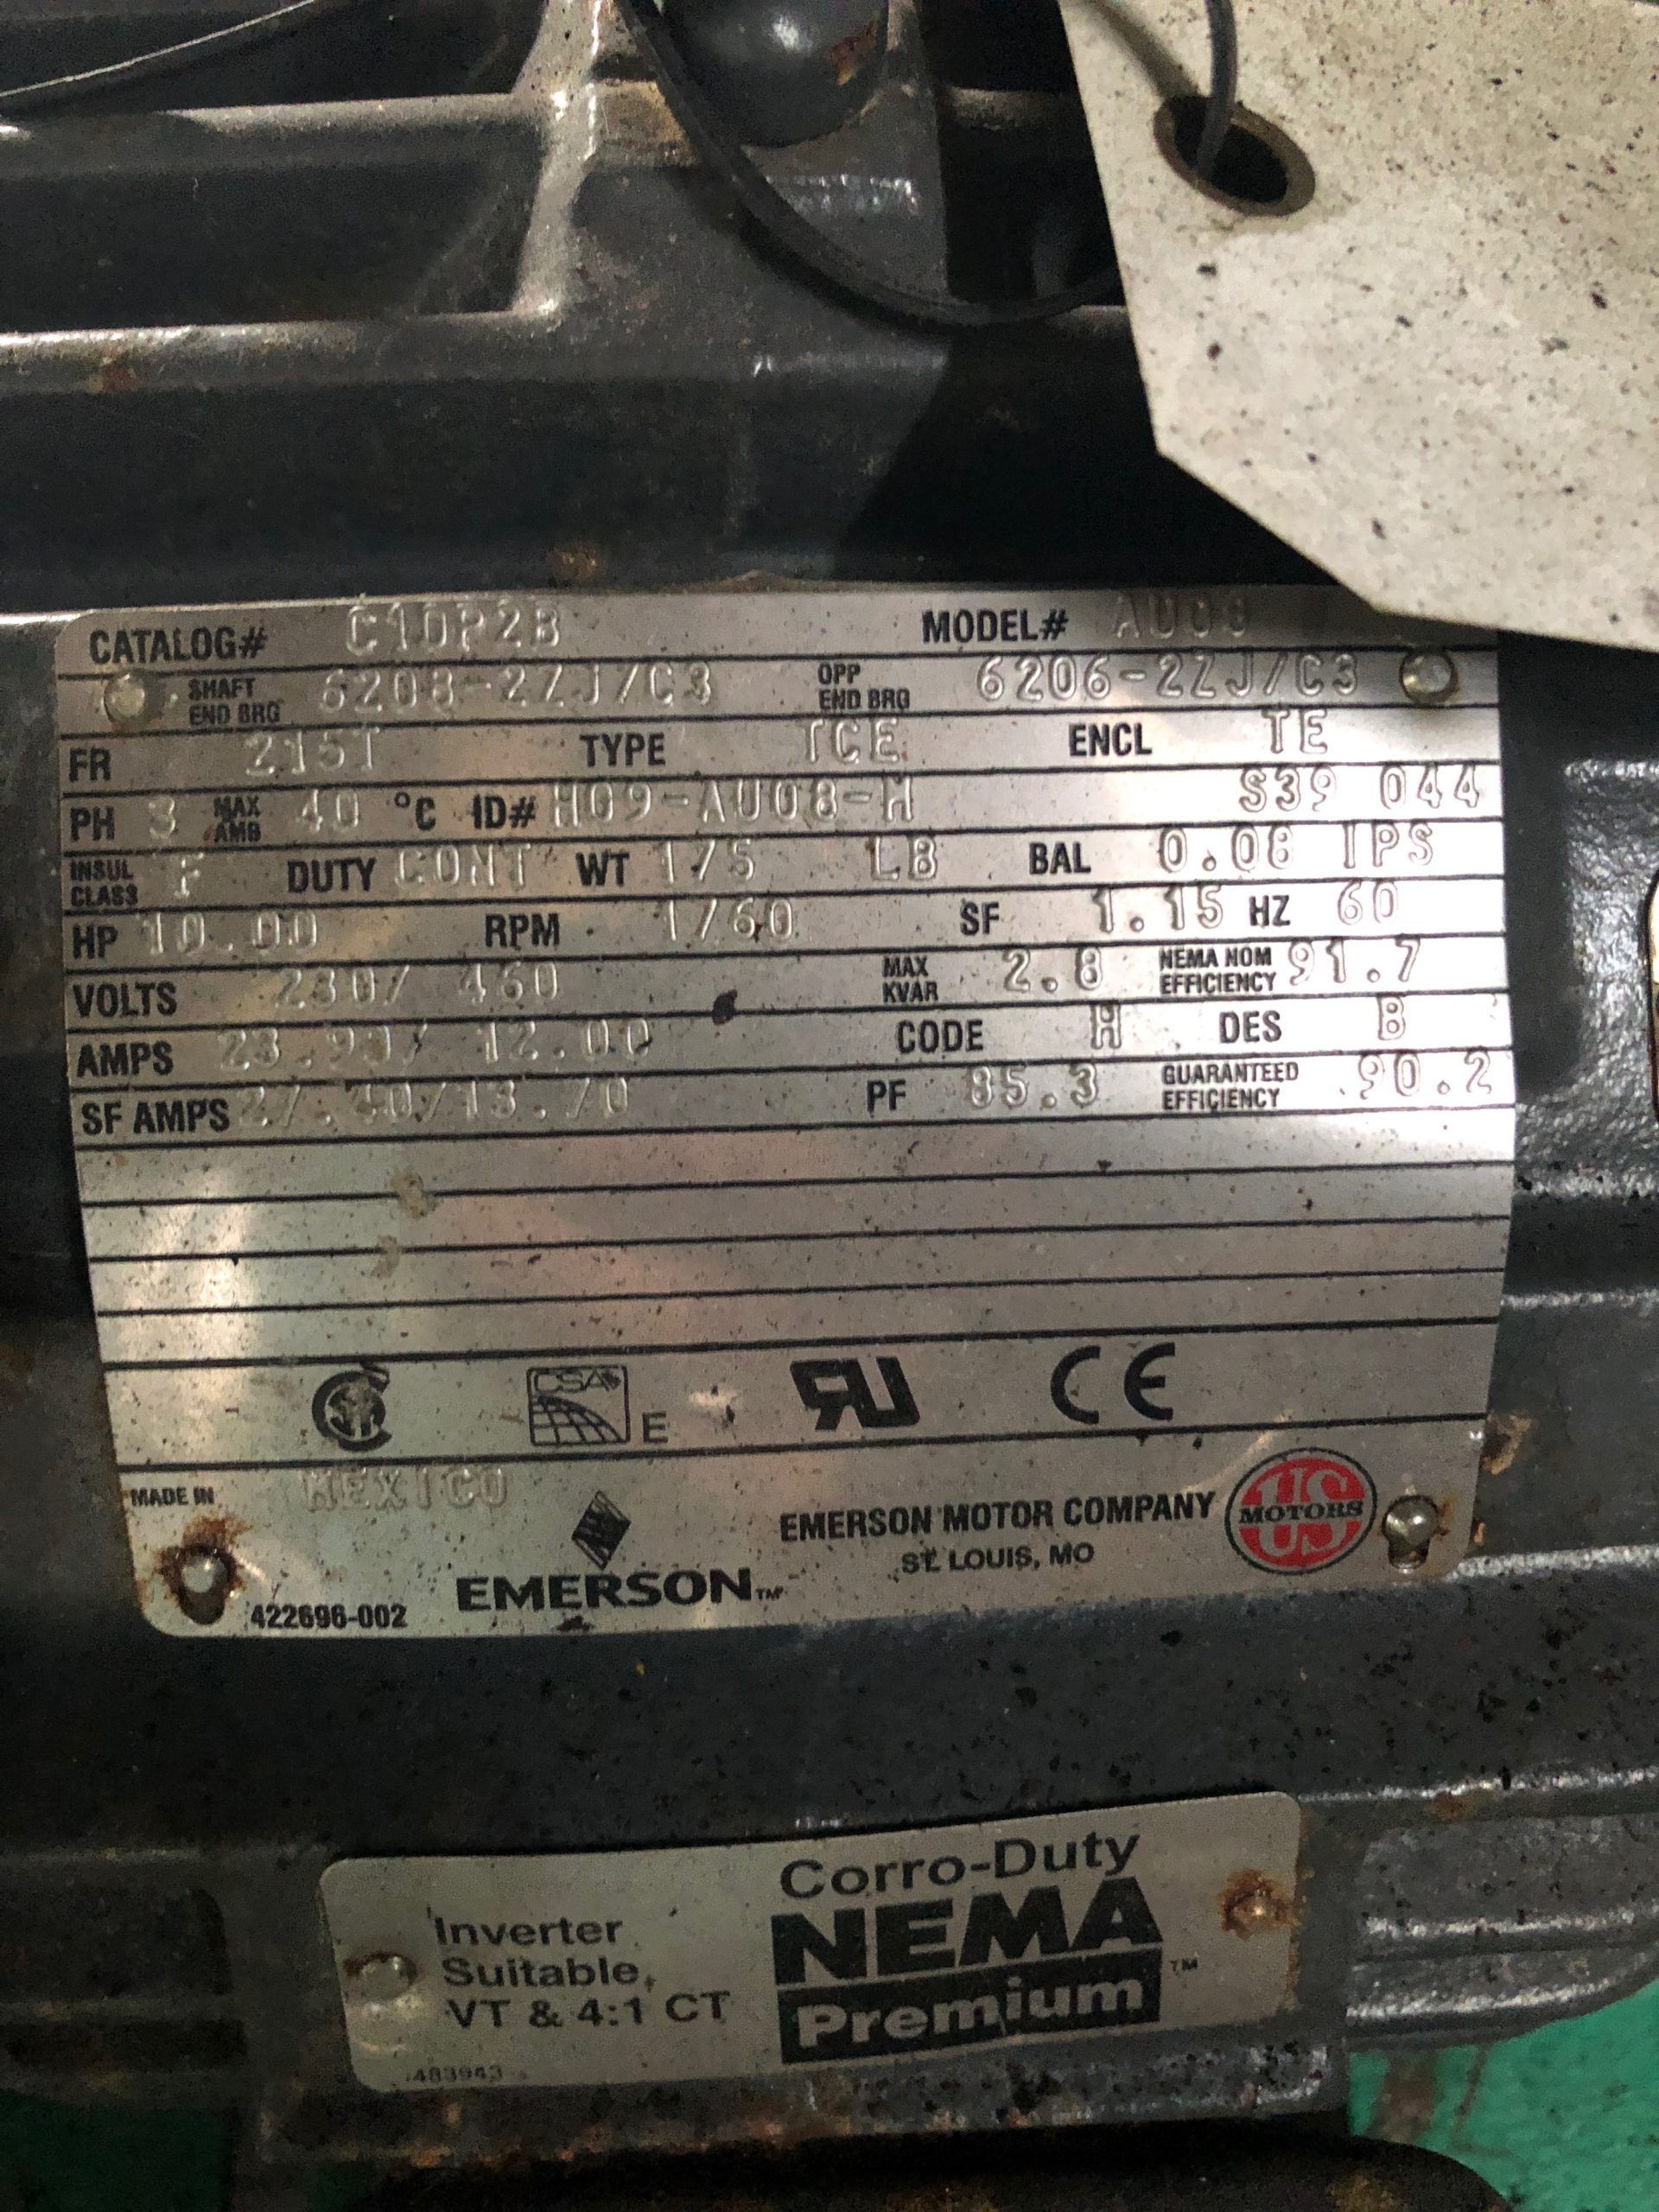 CATALOG# C10P2B MODEL# AU08
SHAFT END BRG 6208-2ZJ/C3 OPP END BRG 6206-2ZJ/C3
FR 215T TYPE TCE ENCL TE
PH 3 MAX AMB 40 °C ID# H09-AU08-M S39 044
INSUL CLASS F DUTY CONT WT 175 LB BAL 0.08 IPS
HP 10.00 RPM 1760 SF 1.15 HZ 60
VOLTS 230/ 460 MAX KVAR 2.8 NEMA NOM EFFICIENCY 91.7
AMPS 23.90/ 12.00 CODE H DES B
SF AMPS 27.40/13.70 PF 85.3 GUARANTEED EFFICIENCY 90.2
CSA E
CE
MADE IN MEXICO
EMERSON™
422696-002
EMERSON MOTOR COMPANY
ST. LOUIS, MO
US MOTORS
Inverter
Suitable,
VT & 4:1 CT
483943
Corro-Duty
NEMA
Premium™